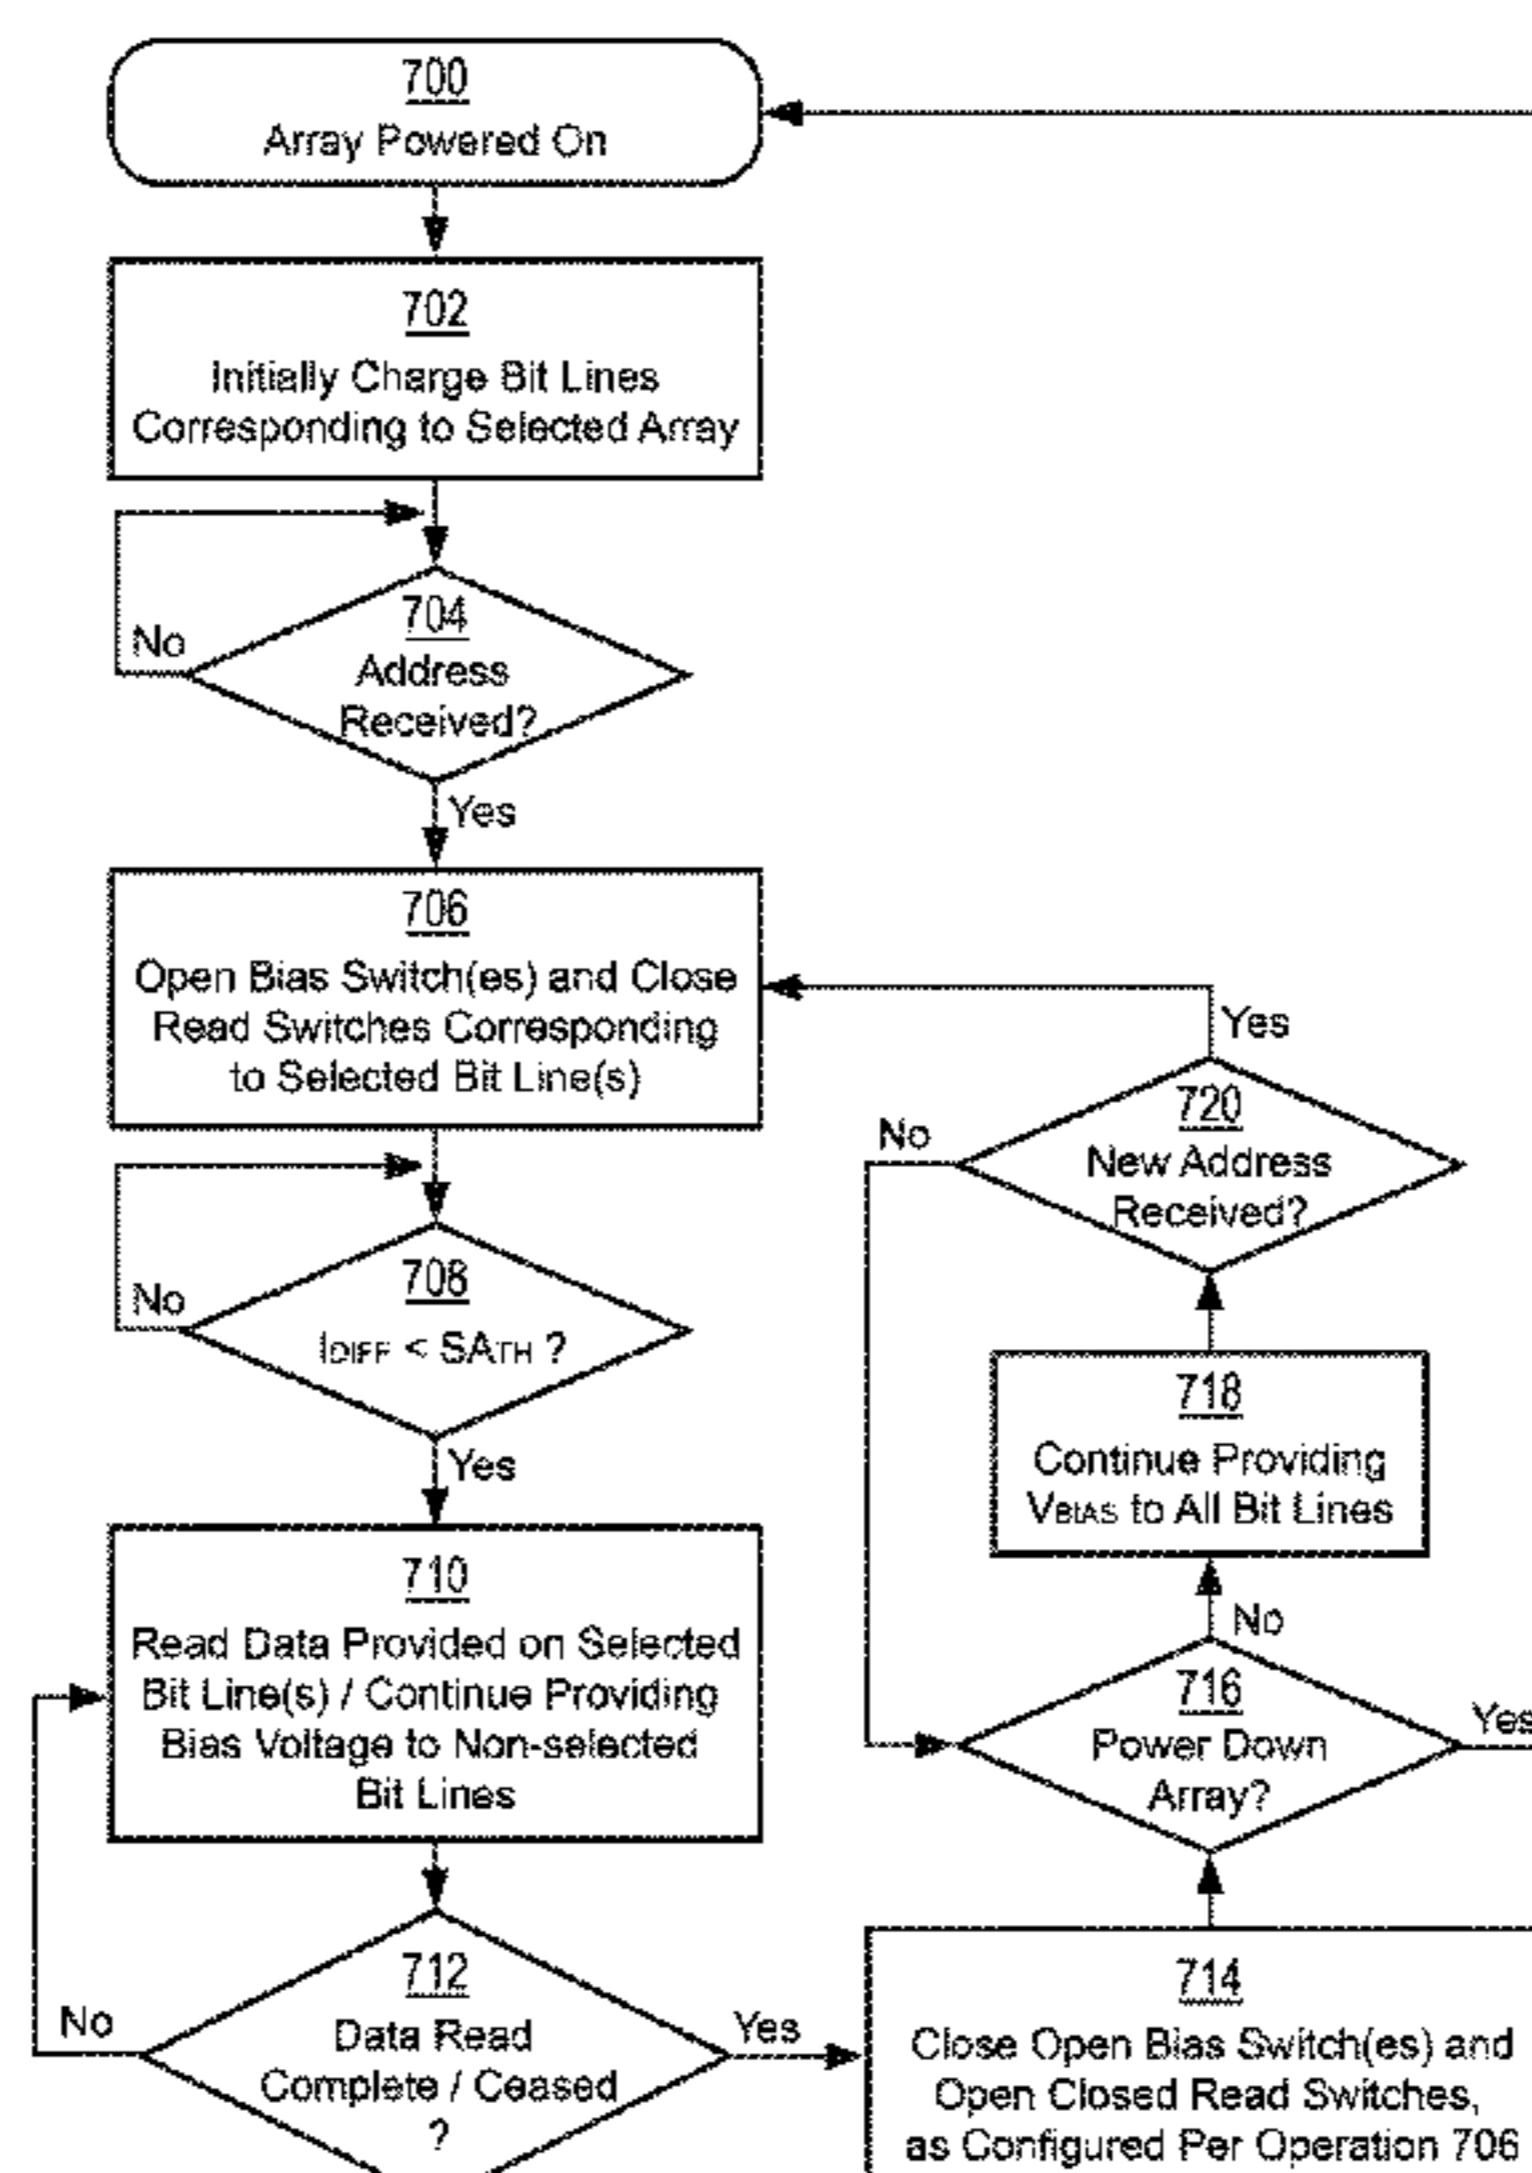 700
Array Powered On
702
Initially Charge Bit Lines
Corresponding to Selected Array
704
No
Address
Received?
Yes
706
Open Bias Switch(es) and Close
Read Switches Corresponding
to Selected Bit Line(s)
708
No
IDIFF < SATH ?
Yes
710
Read Data Provided on Selected
Bit Line(s) / Continue Providing
Bias Voltage to Non-selected
Bit Lines
712
No
Data Read
Complete / Ceased
?
Yes
714
Close Open Bias Switch(es) and
Open Closed Read Switches,
as Configured Per Operation 706
716
Power Down
Array?
Yes
No
718
Continue Providing
VBIAS to All Bit Lines
720
New Address
Received?
No
Yes